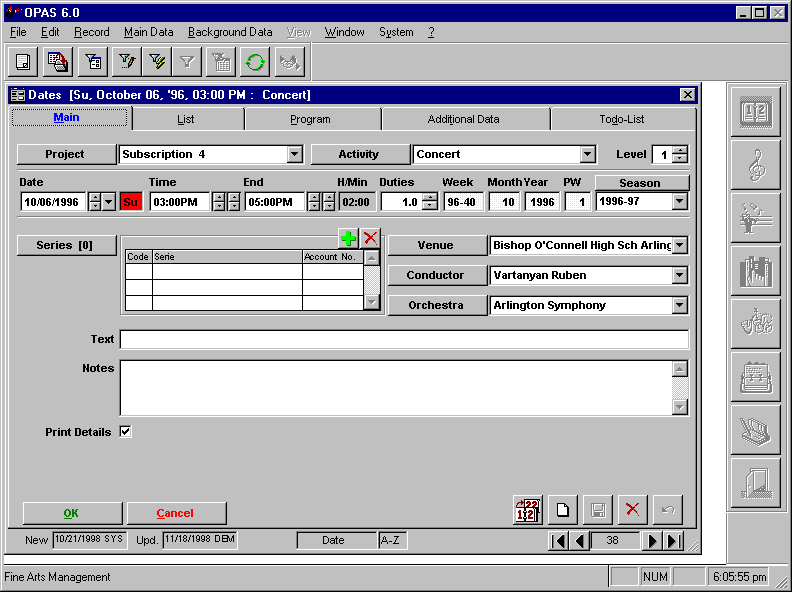 OPAS 6.0
File Edit Record Main Data Background Data View Window System ?
Dates [Su, October 06, '96, 03:00 PM : Concert]
Main List Program Additional Data Todo-List
Project Subscription 4 Activity Concert Level 1
Date Time End H/Min Duties Week Month Year PW Season
10/06/1996 Su 03:00PM 05:00PM 02:00 1.0 96-40 10 1996 1 1996-97
Series [0] Venue Bishop O'Connell High Sch Arling
Code Serie Account No.
Conductor Vartanyan Ruben
Orchestra Arlington Symphony
Text
Notes
Print Details
OK Cancel
New 10/21/1998 SYS Upd. 11/18/1998 DEM Date A-Z 38
Fine Arts Management NUM 6:05:55 pm